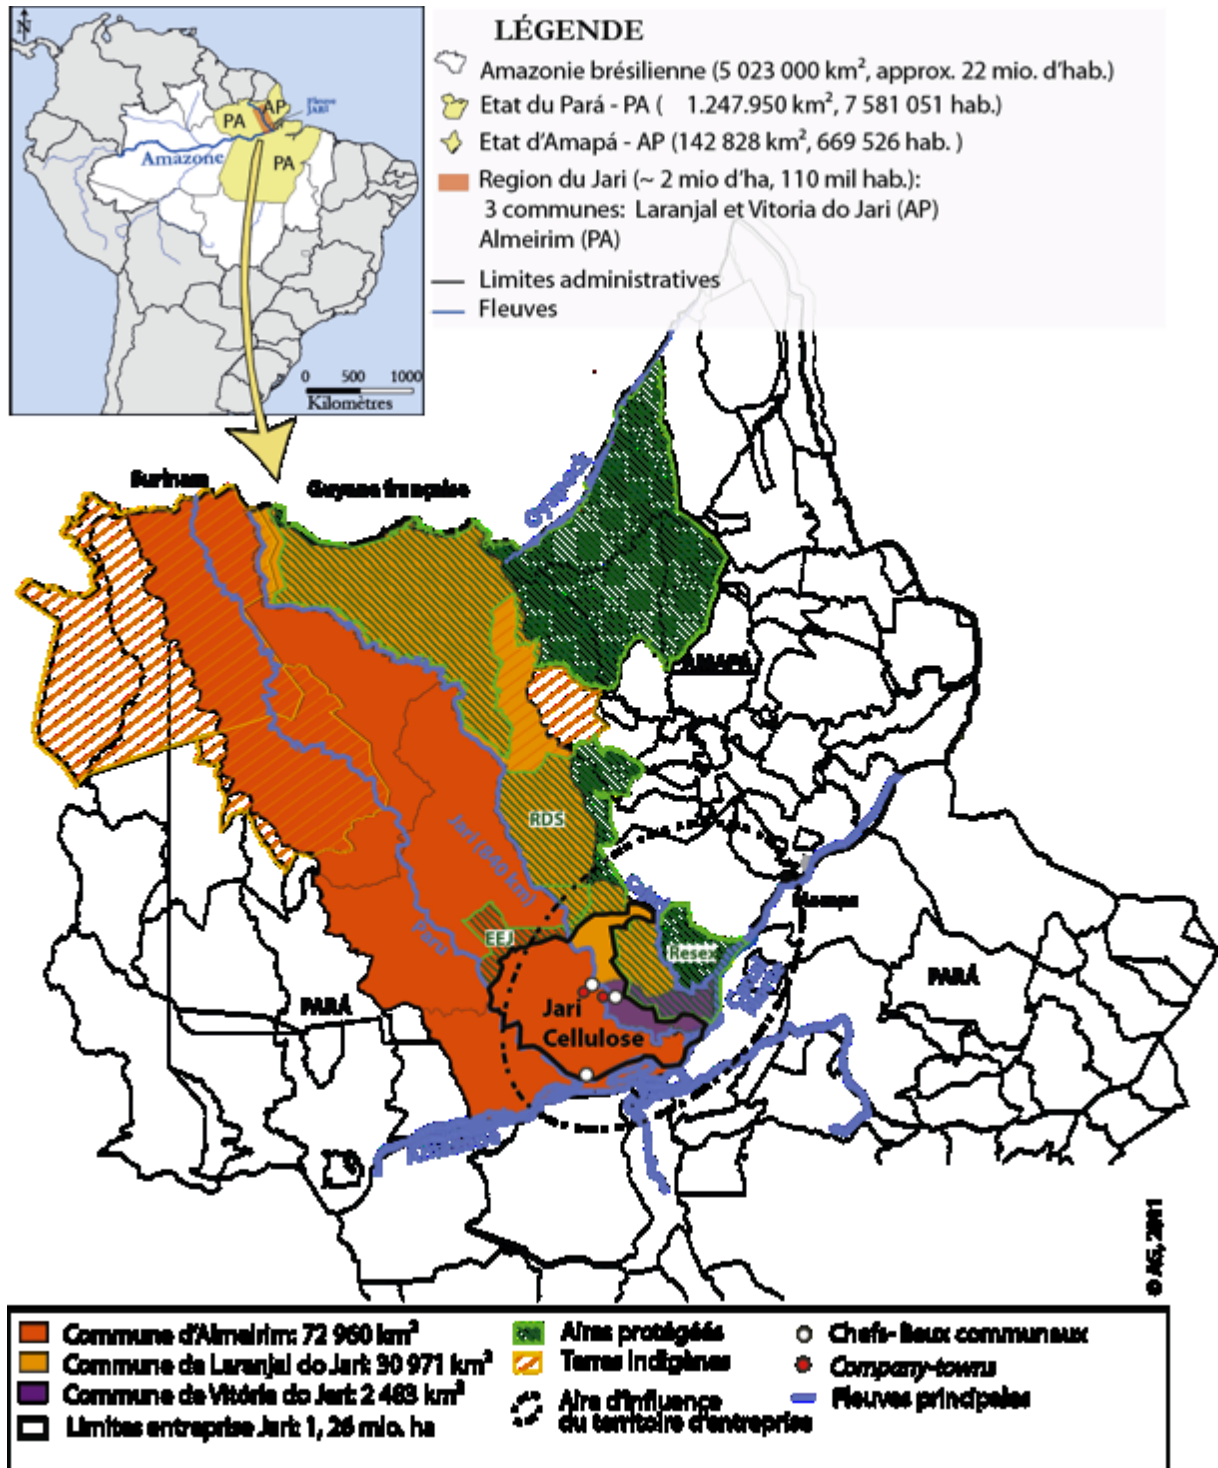 N
AP
Fleuve
JARI
PA
Amazone
PA
0 500 1000
Kilomètres
LÉGENDE
Amazonie brésilienne (5 023 000 km², approx. 22 mio. d'hab.)
Etat du Pará - PA ( 1.247.950 km², 7 581 051 hab.)
Etat d'Amapá - AP (142 828 km², 669 526 hab. )
Region du Jari (~ 2 mio d'ha, 110 mil hab.):
3 communes: Laranjal et Vitoria do Jari (AP)
Almeirim (PA)
Limites administratives
Fleuves
Surinam
Guyane française
AMAPÁ
RDS
Jari (840 km)
Paru
EEJ
Resex
Macapa
PARÁ
PARÁ
Jari
Cellulose
© AG, 2001
Commune d'Almeirim: 72 960 km²
Commune de Laranjal do Jari: 30 971 km²
Commune de Vitória do Jari: 2 483 km²
Limites entreprise Jari: 1, 26 mio. ha
Aires protégées
Terres indigènes
Aire d'influence
du territoire d'entreprise
Chefs-lieux communaux
Company-towns
Fleuves principales